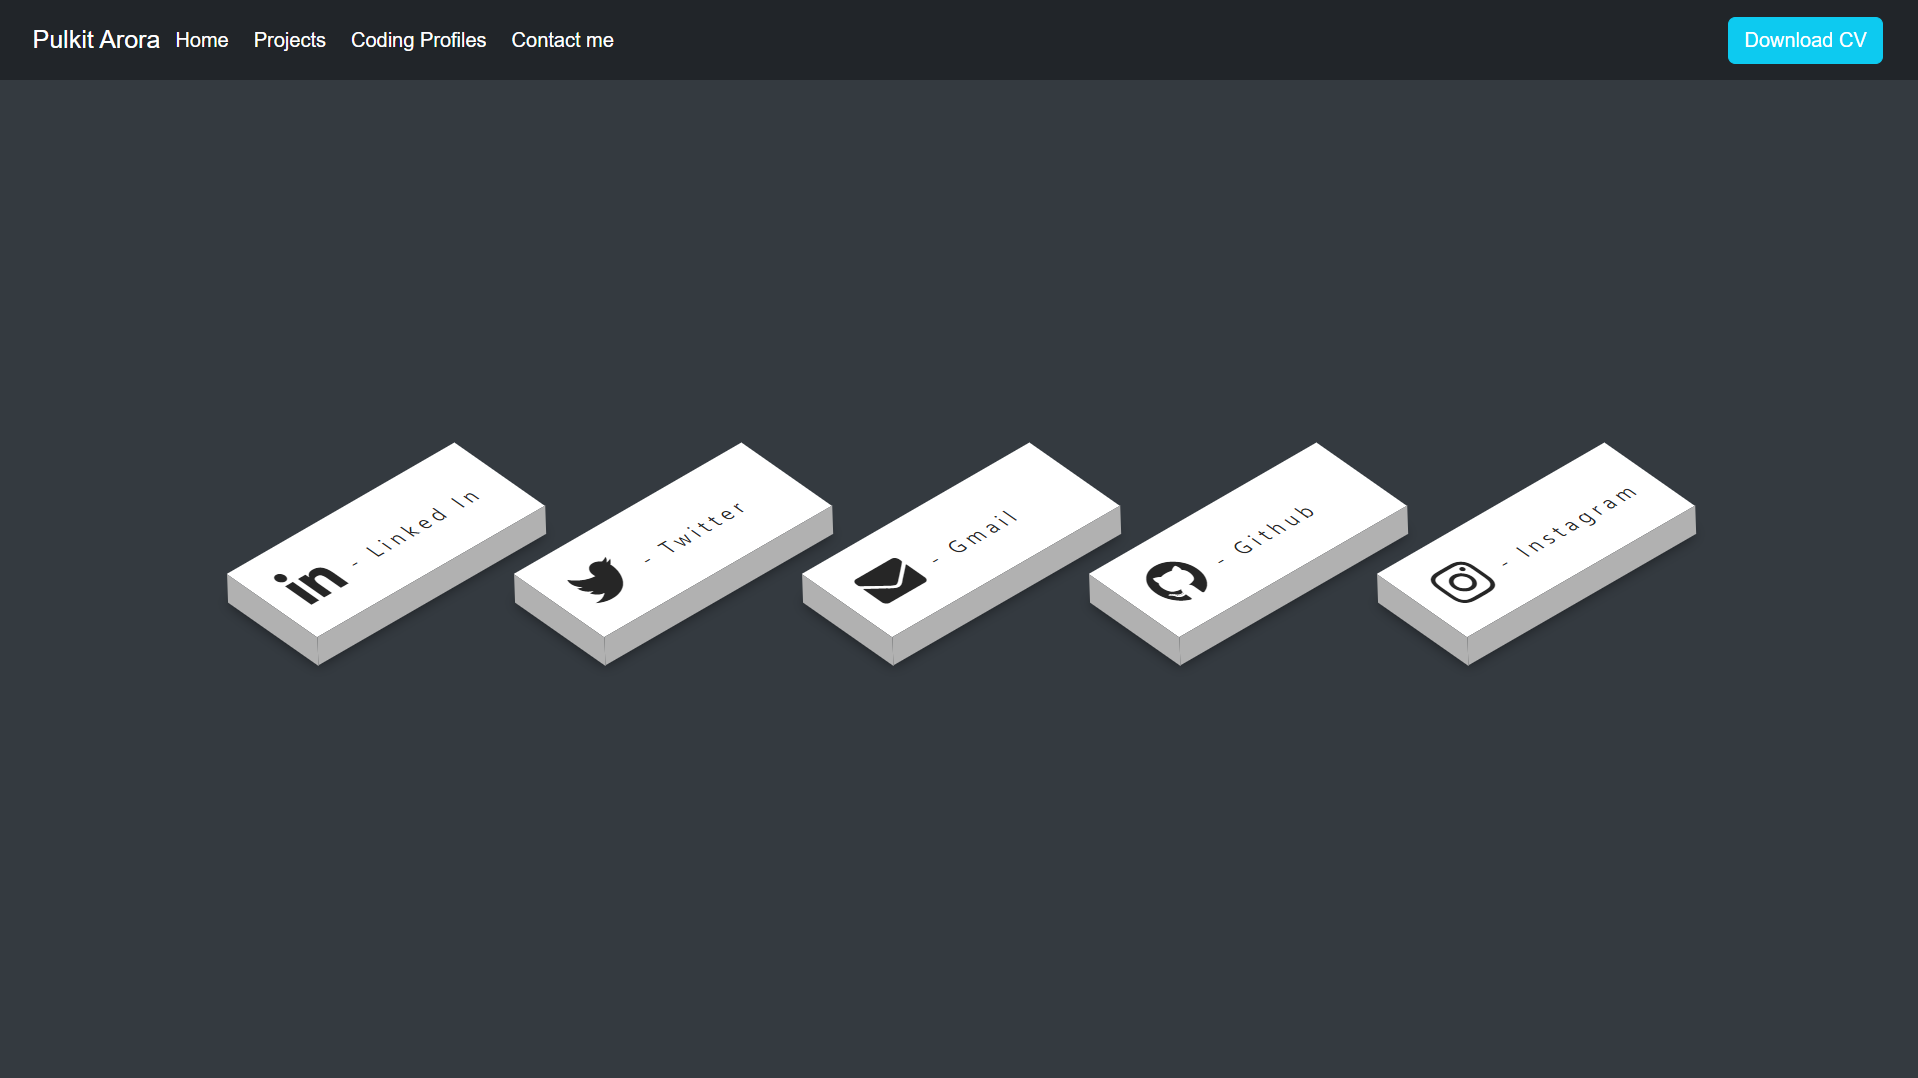 Pulkit Arora Home Projects Coding Profiles Contact me Download CV
in - Linked In
- Twitter
- Gmail
- Github
- Instagram